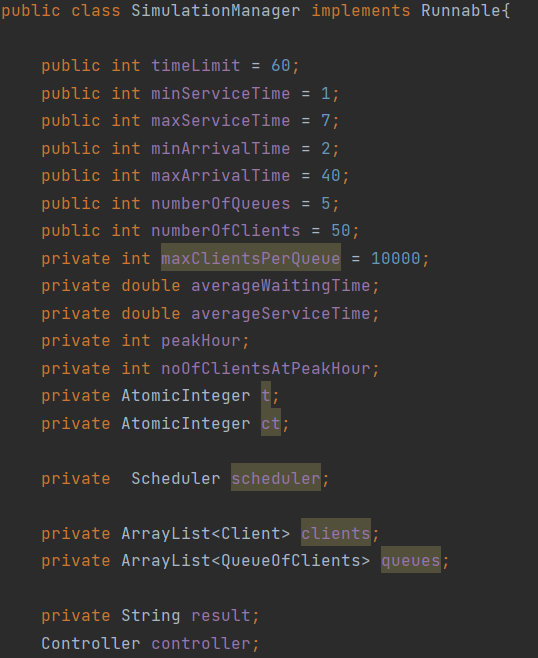 public class SimulationManager implements Runnable{
public int timeLimit = 60;
public int minServiceTime = 1;
public int maxServiceTime = 7;
public int minArrivalTime = 2;
public int maxArrivalTime = 40;
public int numberOfQueues = 5;
public int numberOfClients = 50;
private int maxClientsPerQueue = 10000;
private double averageWaitingTime;
private double averageServiceTime;
private int peakHour;
private int noOfClientsAtPeakHour;
private AtomicInteger t;
private AtomicInteger ct;
private  Scheduler scheduler;
private ArrayList<Client> clients;
private ArrayList<QueueOfClients> queues;
private String result;
Controller controller;